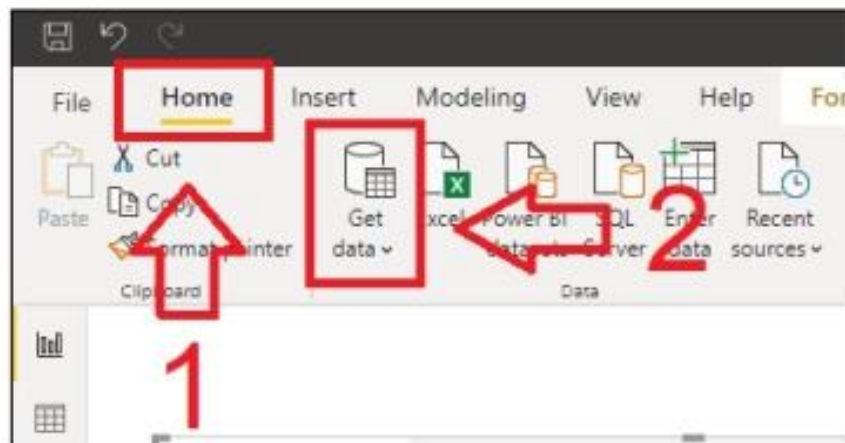 File Home Insert Modeling View Help For
Cut
Copy
Paste
Format painter
Clipboard
Get
data
Excel
Power BI
datasets
SQL
Server
Enter
data
Recent
sources
Data
1
2